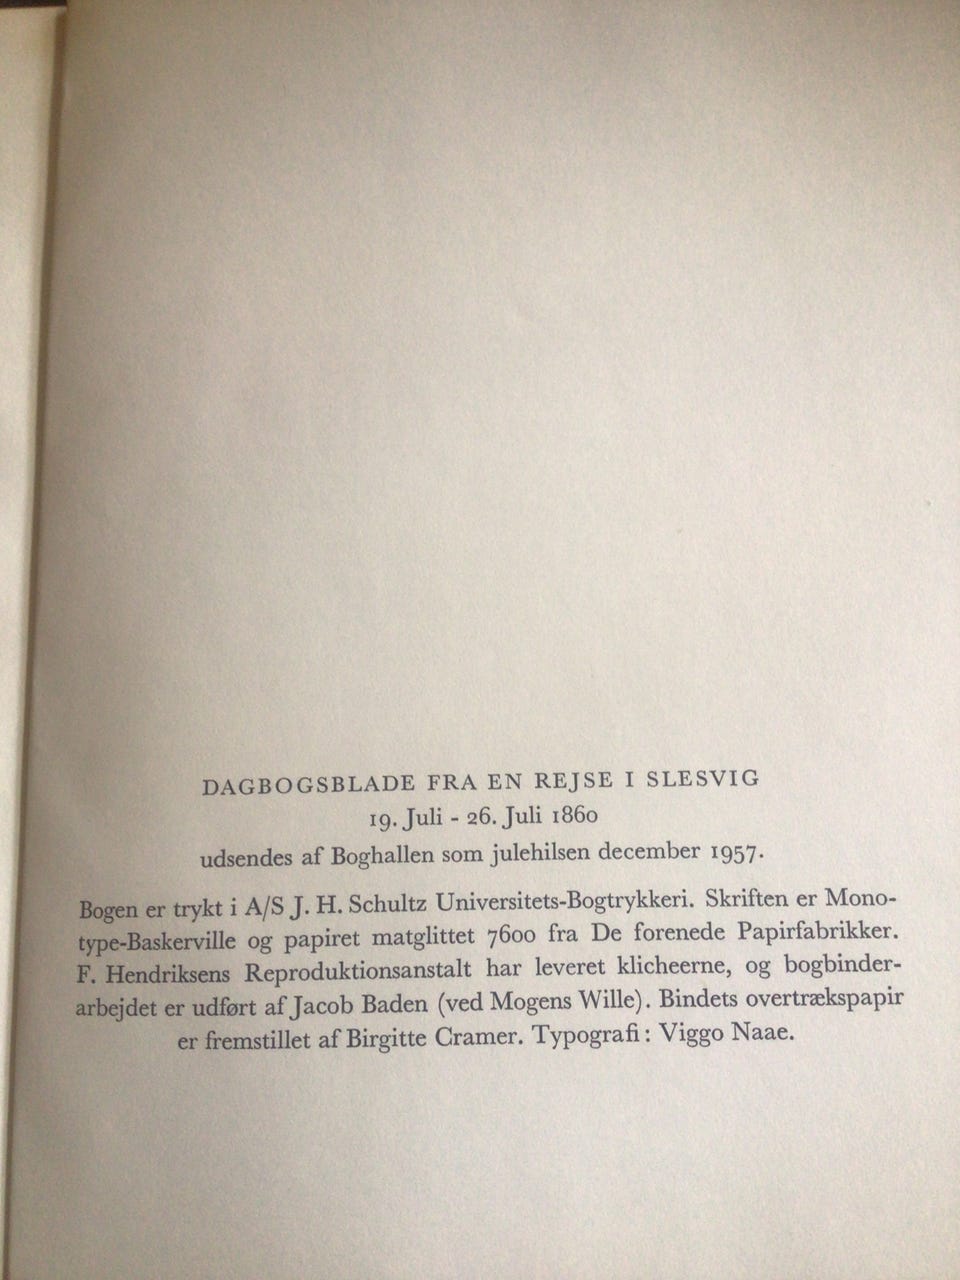 DAGBOGSBLADE FRA EN REJSE I SLESVIG
19. Juli - 26. Juli 1860
udsendes af Boghallen som julehilsen december 1957.
Bogen er trykt i A/S J. H. Schultz Universitets-Bogtrykkeri. Skriften er Mono-
type-Baskerville og papiret matglittet 7600 fra De forenede Papirfabrikker.
F. Hendriksens Reproduktionsanstalt har leveret klicheerne, og bogbinder-
arbejdet er udført af Jacob Baden (ved Mogens Wille). Bindets overtrækspapir
er fremstillet af Birgitte Cramer. Typografi: Viggo Naae.